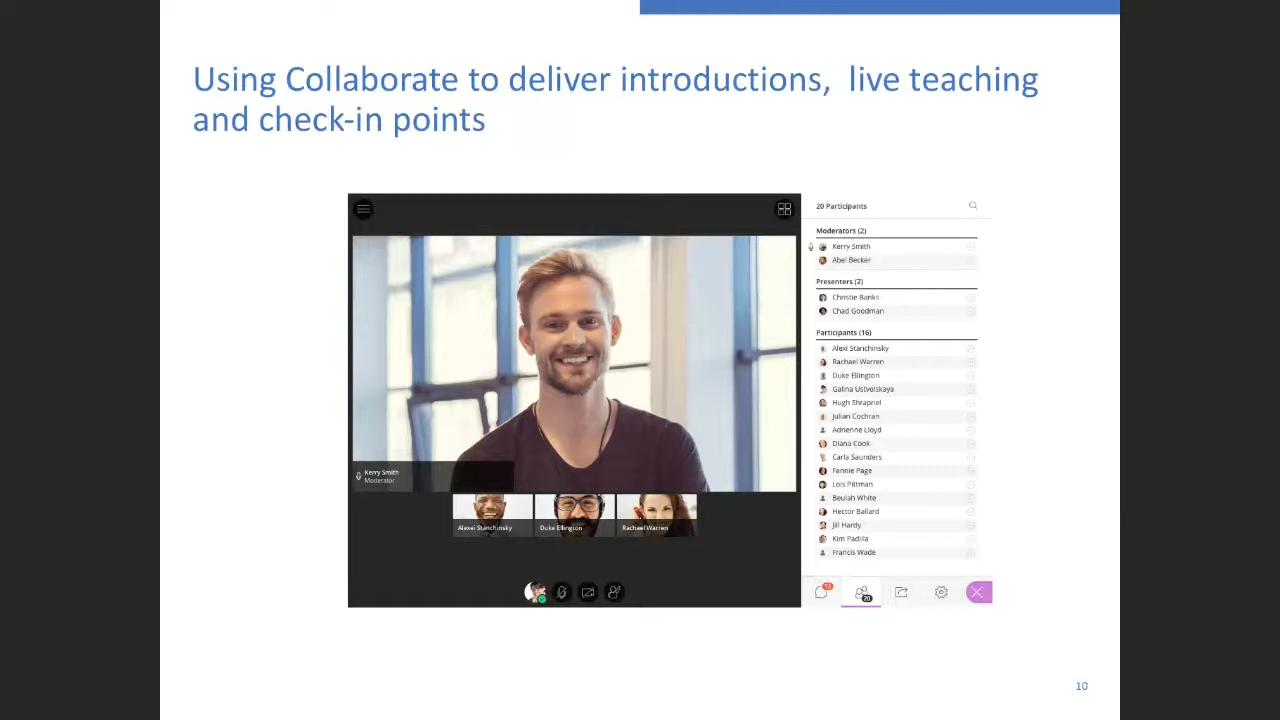 Using Collaborate to deliver introductions, live teaching
and check-in points
20 Participants
Moderators (2)
Kerry Smith
Abel Becker
Presenters (2)
Christie Banks
Chad Goodman
Participants (16)
Alexi Stanchinsky
Rachael Warren
Duke Ellington
Galina Ustvolskaya
Hugh Shrapnel
Julian Cochran
Adrienne Lloyd
Diana Cook
Carla Saunders
Fannie Page
Lois Pittman
Beulah White
Hector Ballard
Jill Hardy
Kim Padilla
Francis Wade
Kerry Smith
Moderator
Alexei Stanchinsky
Duke Ellington
Rachael Warren
20
10